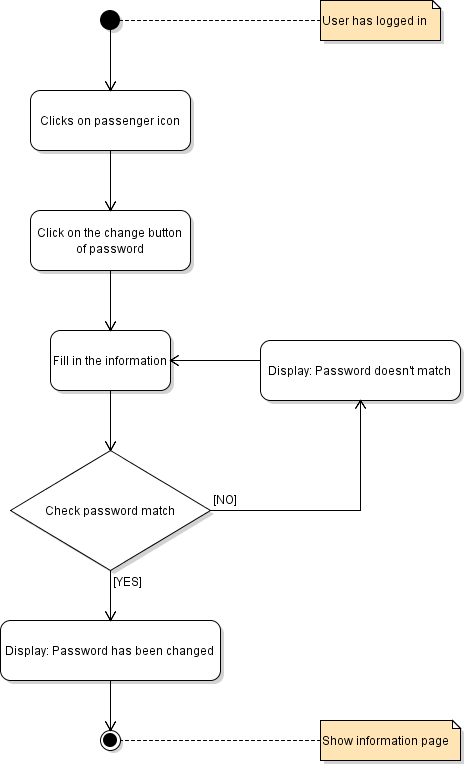 User has logged in
Clicks on passenger icon
Click on the change button
of password
Fill in the information
Display: Password doesn't match
Check password match
[NO]
[YES]
Display: Password has been changed
Show information page